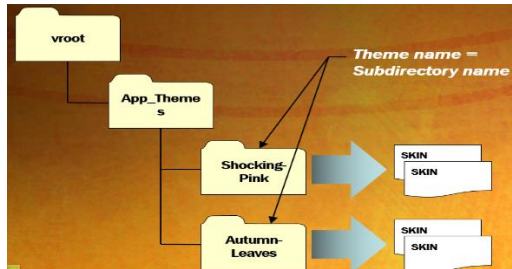 vroot
Theme name =
Subdirectory name
App_Theme
s
Shocking-
Pink
SKIN
SKIN
Autumn-
Leaves
SKIN
SKIN